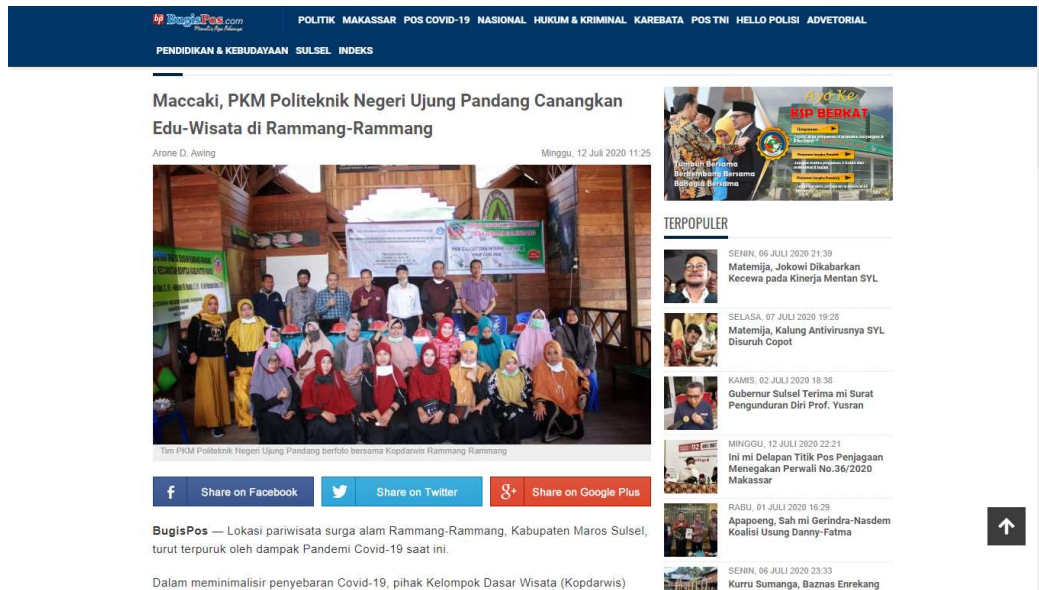 bp BugisPos.com
POLITIK MAKASSAR POS COVID-19 NASIONAL HUKUM & KRIMINAL KAREBATA POS TNI HELLO POLISI ADVETORIAL
PENDIDIKAN & KEBUDAYAAN SULSEL INDEKS
Maccaki, PKM Politeknik Negeri Ujung Pandang Canangkan
Edu-Wisata di Rammang-Rammang
Arone D. Awing
Minggu, 12 Juli 2020 11:25
Tim PKM Politeknik Negeri Ujung Pandang berfoto bersama Kopdarwis Rammang Rammang
f Share on Facebook
Share on Twitter
8+ Share on Google Plus
BugisPos — Lokasi pariwisata surga alam Rammang-Rammang, Kabupaten Maros Sulsel,
turut terpuruk oleh dampak Pandemi Covid-19 saat ini.
Dalam meminimalisir penyebaran Covid-19, pihak Kelompok Dasar Wisata (Kopdarwis)
Ayo Ke
KSP BERKAT
Tumbuh Bersama
Berkembang Bersama
Bahagia Bersama
TERPOPULER
SENIN, 06 JULI 2020 21:39
Matemija, Jokowi Dikabarkan
Kecewa pada Kinerja Mentan SYL
SELASA, 07 JULI 2020 19:28
Matemija, Kalung Antivirusnya SYL
Disuruh Copot
KAMIS, 02 JULI 2020 18:38
Gubernur Sulsel Terima mi Surat
Pengunduran Diri Prof. Yusran
MINGGU, 12 JULI 2020 22:21
Ini mi Delapan Titik Pos Penjagaan
Menegakan Perwali No.36/2020
Makassar
RABU, 01 JULI 2020 16:29
Apapoeng, Sah mi Gerindra-Nasdem
Koalisi Usung Danny-Fatma
SENIN, 06 JULI 2020 23:33
Kurru Sumanga, Baznas Enrekang